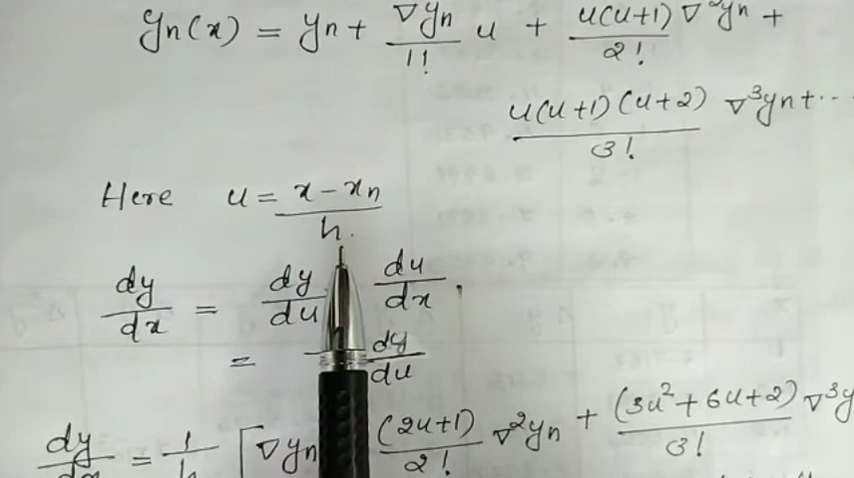 yn(x) = yn + ∇yn/1! u + u(u+1)/2! ∇²yn +
u(u+1)(u+2)/3! ∇³yn + ..
Here u = x - xn / h.
dy/dx = dy/du du/dx .
= dy/du
dy/dx = 1/h [∇yn (2u+1)/2! ∇²yn + (3u²+6u+2)/3! ∇³y